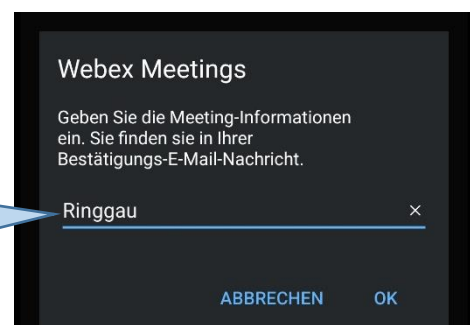 Webex Meetings
Geben Sie die Meeting-Informationen
ein. Sie finden sie in Ihrer
Bestätigungs-E-Mail-Nachricht.
Ringgau ×
ABBRECHEN OK